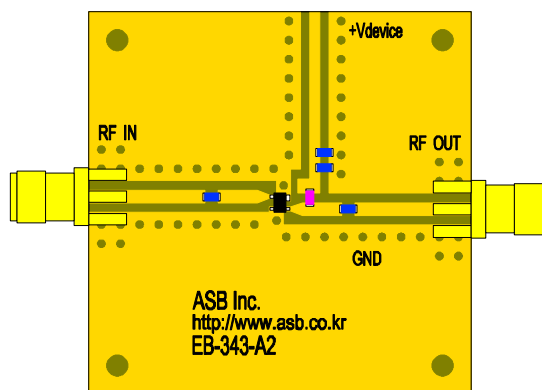 +Vdevice
RF IN
RF OUT
GND
ASB Inc.
http://www.asb.co.kr
EB-343-A2